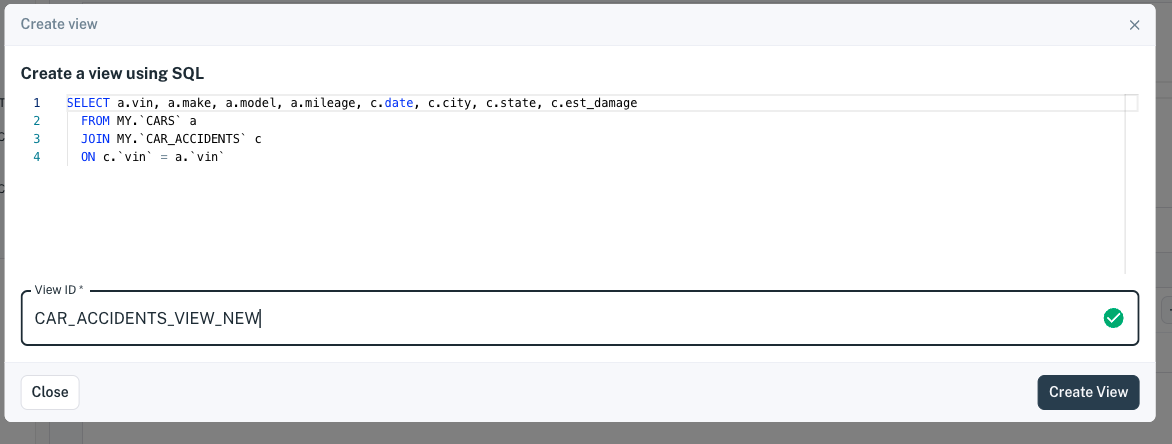 Create view
Create a view using SQL
1 SELECT a.vin, a.make, a.model, a.mileage, c.date, c.city, c.state, c.est_damage
2 FROM MY.`CARS` a
3 JOIN MY.`CAR_ACCIDENTS` c
4 ON c.`vin` = a.`vin`
View ID *
CAR_ACCIDENTS_VIEW_NEW
Close
Create View